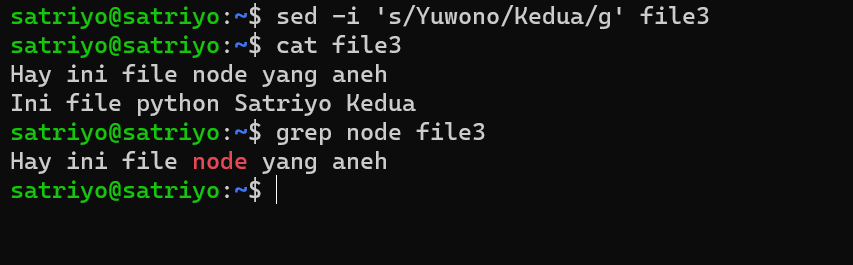 satriyo@satriyo:~$ sed -i 's/Yuwono/Kedua/g' file3
satriyo@satriyo:~$ cat file3
Hay ini file node yang aneh
Ini file python Satriyo Kedua
satriyo@satriyo:~$ grep node file3
Hay ini file node yang aneh
satriyo@satriyo:~$